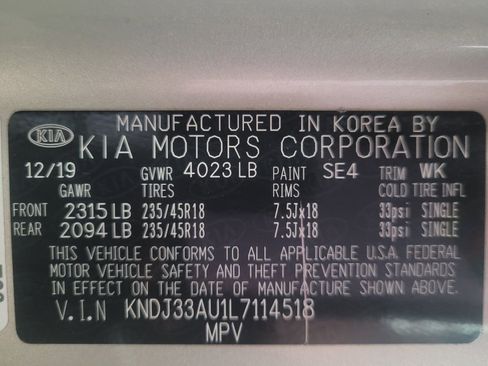 MANUFACTURED IN KOREA BY
KIA KIA MOTORS CORPORATION
12/19 GVWR 4023 LB PAINT SE4 TRIM WK
GAWR TIRES RIMS COLD TIRE INFL
FRONT 2315 LB 235/45R18 7.5Jx18 33psi SINGLE
REAR 2094 LB 235/45R18 7.5Jx18 33psi SINGLE
THIS VEHICLE CONFORMS TO ALL APPLICABLE U.S.A. FEDERAL
MOTOR VEHICLE SAFETY AND THEFT PREVENTION STANDARDS
IN EFFECT ON THE DATE OF MANUFACTURE SHOWN ABOVE.
V.I.N KNDJ33AU1L7114518
MPV